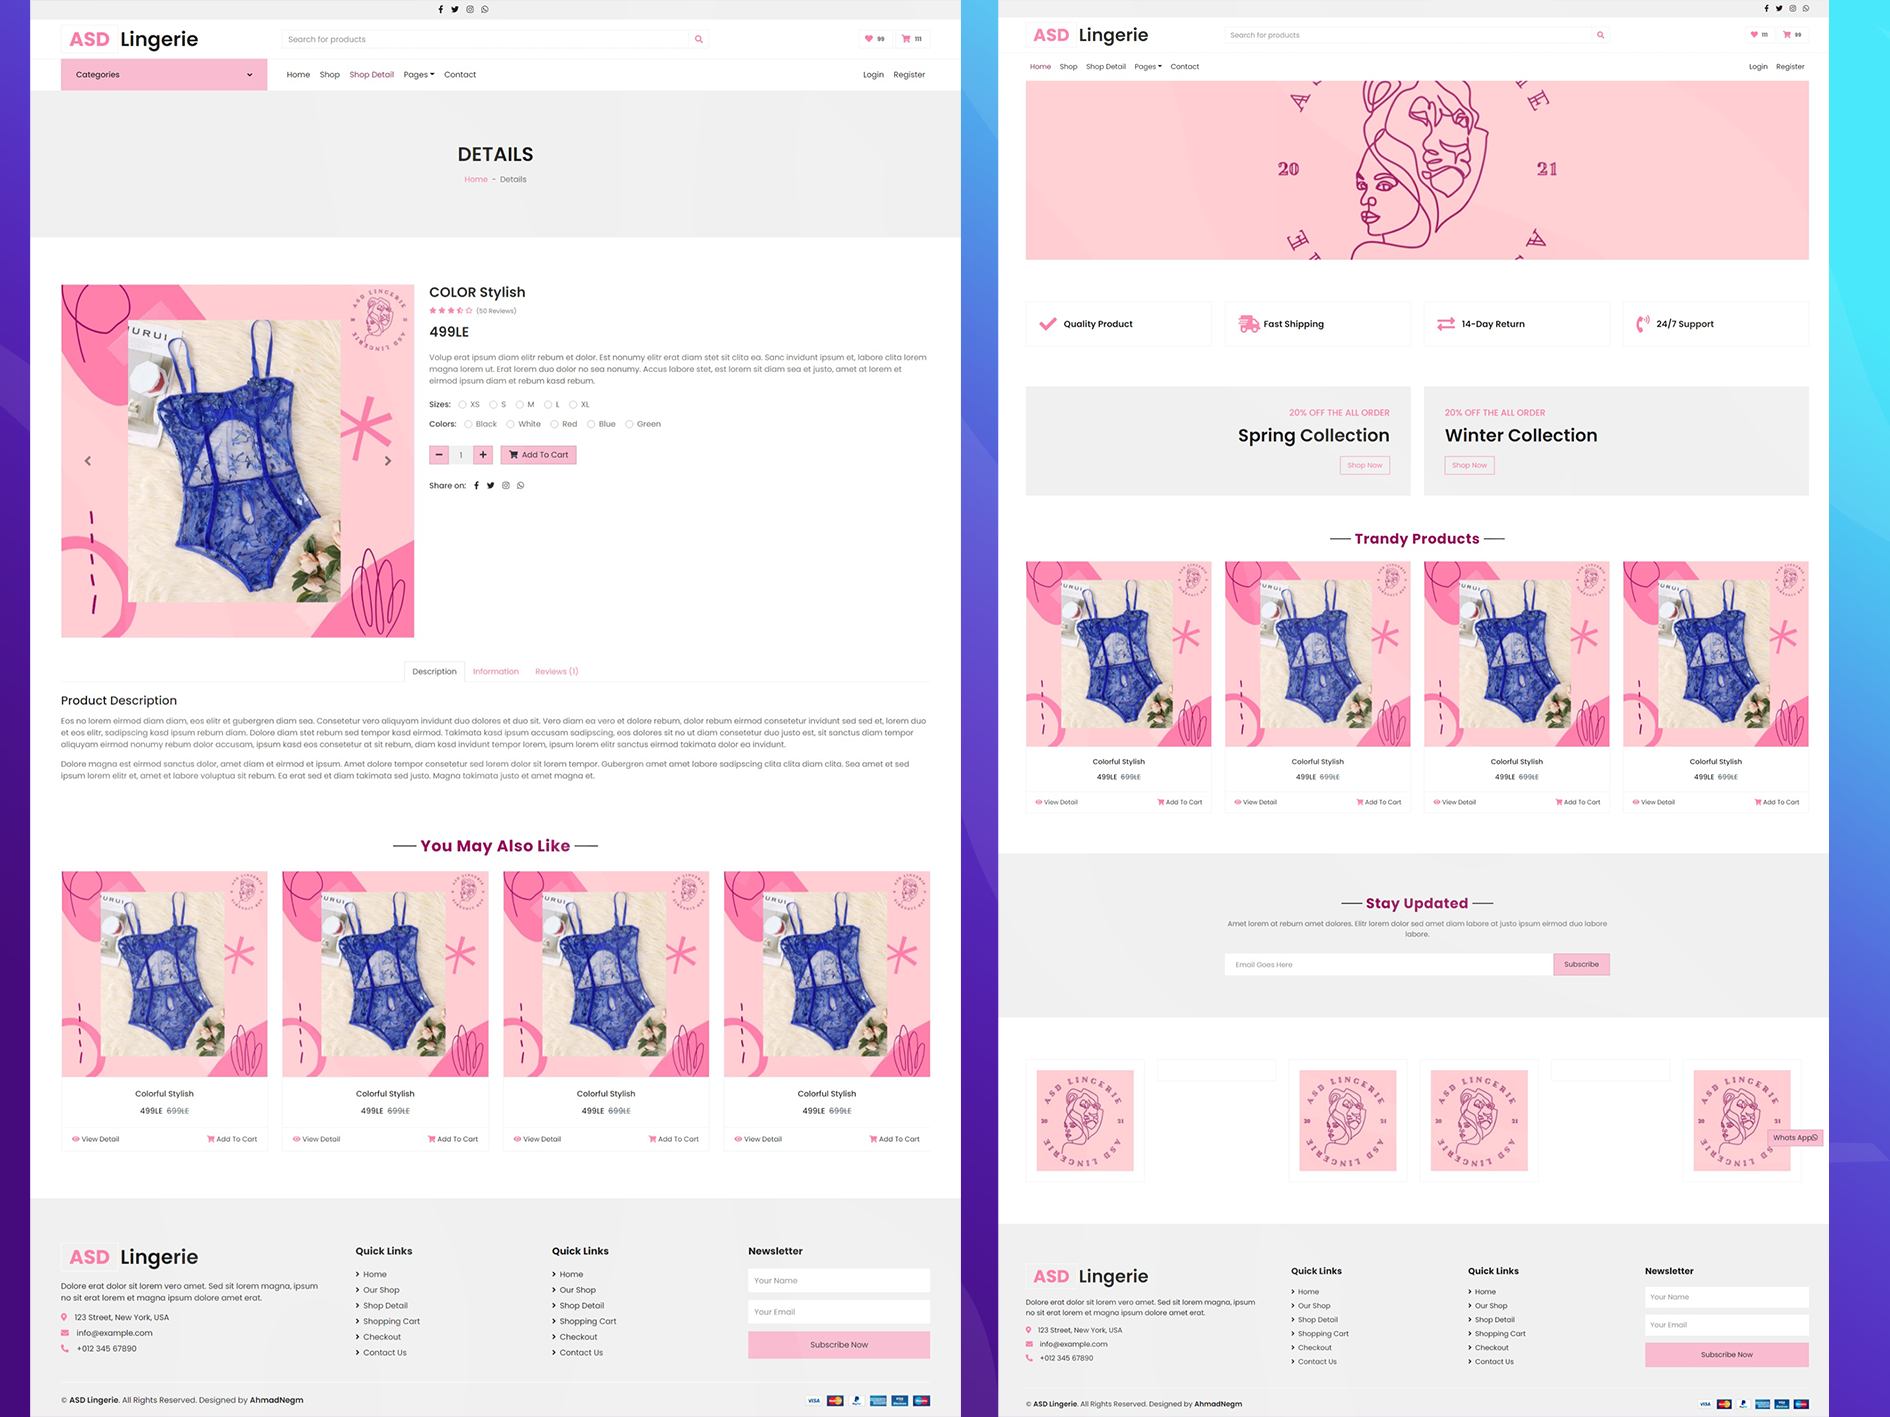 ASD Lingerie
Search for products
99
111
Categories
Home Shop Shop Detail Pages Contact
Login Register
DETAILS
Home - Details
COLOR Stylish
(50 Reviews)
499LE
Volup erat ipsum diam elitr rebum et dolor. Est nonumy elitr erat diam stet sit clita ea. Sanc invidunt ipsum et, labore clita lorem
magna lorem ut. Erat lorem duo dolor no sea nonumy. Accus labore stet, est lorem sit diam sea et justo, amet at lorem et
eirmod ipsum diam et rebum kasd rebum.
Sizes: XS S M L XL
Colors: Black White Red Blue Green
1
Add To Cart
Share on:
ASD LINGERIE
ASD LINGERIE
Description Information Reviews (1)
Product Description
Eos no lorem eirmod diam diam, eos elitr et gubergren diam sea. Consetetur vero aliquyam invidunt duo dolores et duo sit. Vero diam ea vero et dolore rebum, dolor rebum eirmod consetetur invidunt sed sed et, lorem duo
et eos elitr, sadipscing kasd ipsum rebum diam. Dolore diam stet rebum sed tempor kasd eirmod. Takimata kasd ipsum accusam sadipscing, eos dolores sit no ut diam consetetur duo justo est, sit sanctus diam tempor
aliquyam eirmod nonumy rebum dolor accusam, ipsum kasd eos consetetur at sit rebum, diam kasd invidunt tempor lorem, ipsum lorem elitr sanctus eirmod takimata dolor ea invidunt.
Dolore magna est eirmod sanctus dolor, amet diam et eirmod et ipsum. Amet dolore tempor consetetur sed lorem dolor sit lorem tempor. Gubergren amet amet labore sadipscing clita clita diam clita. Sea amet et sed
ipsum lorem elitr et, amet et labore voluptua sit rebum. Ea erat sed et diam takimata sed justo. Magna takimata justo et amet magna et.
You May Also Like
Colorful Stylish Colorful Stylish Colorful Stylish Colorful Stylish
499LE 699LE 499LE 699LE 499LE 699LE 499LE 699LE
View Detail Add To Cart View Detail Add To Cart View Detail Add To Cart View Detail Add To Cart
ASD Lingerie
Dolore erat dolor sit lorem vero amet. Sed sit lorem magna, ipsum
no sit erat lorem et magna ipsum dolore amet erat.
123 Street, New York, USA
info@example.com
+012 345 67890
Quick Links
Home
Our Shop
Shop Detail
Shopping Cart
Checkout
Contact Us
Quick Links
Home
Our Shop
Shop Detail
Shopping Cart
Checkout
Contact Us
Newsletter
Your Name
Your Email
Subscribe Now
© ASD Lingerie. All Rights Reserved. Designed by AhmadNegm
VISA
ASD Lingerie
Search for products
111
99
Home Shop Shop Detail Pages Contact
Login Register
20 21
Quality Product
Fast Shipping
14-Day Return
24/7 Support
20% OFF THE ALL ORDER
Spring Collection
Shop Now
20% OFF THE ALL ORDER
Winter Collection
Shop Now
Trandy Products
Colorful Stylish Colorful Stylish Colorful Stylish Colorful Stylish
499LE 699LE 499LE 699LE 499LE 699LE 499LE 699LE
View Detail Add To Cart View Detail Add To Cart View Detail Add To Cart View Detail Add To Cart
Stay Updated
Amet lorem at rebum amet dolores. Elitr lorem dolor sed amet diam labore at justo ipsum eirmod duo labore
labore.
Email Goes Here
Subscribe
ASD LINGERIE 20 21 ASD LINGERIE
ASD LINGERIE 20 21 ASD LINGERIE
ASD LINGERIE 20 21 ASD LINGERIE
ASD LINGERIE 20 21 ASD LINGERIE
Whats App
ASD Lingerie
Dolore erat dolor sit lorem vero amet. Sed sit lorem magna, ipsum
no sit erat lorem et magna ipsum dolore amet erat.
123 Street, New York, USA
info@example.com
+012 345 67890
Quick Links
Home
Our Shop
Shop Detail
Shopping Cart
Checkout
Contact Us
Quick Links
Home
Our Shop
Shop Detail
Shopping Cart
Checkout
Contact Us
Newsletter
Your Name
Your Email
Subscribe Now
© ASD Lingerie. All Rights Reserved. Designed by AhmadNegm
VISA